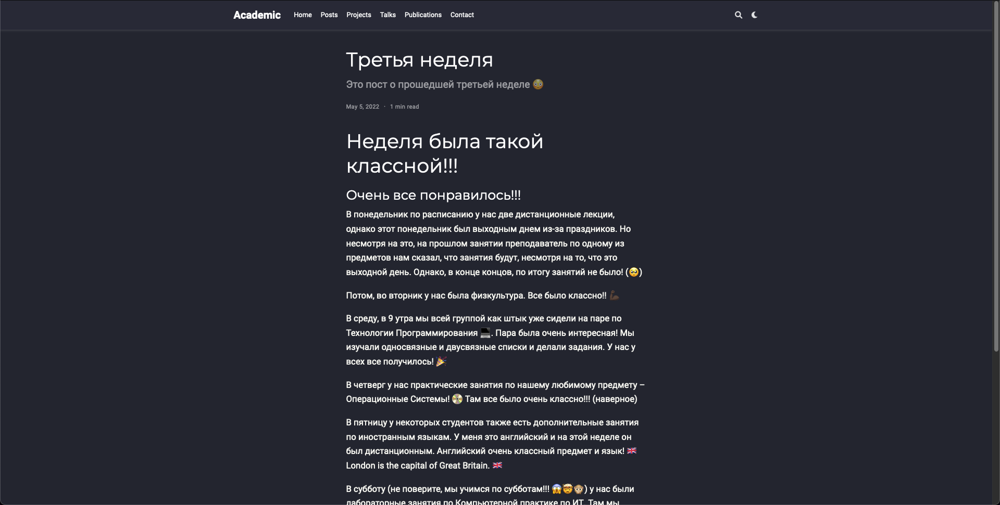 Academic Home Posts Projects Talks Publications Contact
Третья неделя
Это пост о прошедшей третьей неделе 😳
May 5, 2022 · 1 min read
Неделя была такой
классной!!!
Очень все понравилось!!!
В понедельник по расписанию у нас две дистанционные лекции,
однако этот понедельник был выходным днем из-за праздников. Но
несмотря на это, на прошлом занятии преподаватель по одному из
предметов нам сказал, что занятия будут, несмотря на то, что это
выходной день. Однако, в конце концов, по итогу занятий не было! (🥺)
Потом, во вторник у нас была физкультура. Все было классно!! 💪🏿
В среду, в 9 утра мы всей группой как штык уже сидели на паре по
Технологии Программирования 💻. Пара была очень интересная! Мы
изучали односвязные и двусвязные списки и делали задания. У нас у
всех все получилось! 🎉
В четверг у нас практические занятия по нашему любимому предмету –
Операционные Системы! 📀 Там все было очень классно!!! (наверное)
В пятницу у некоторых студентов также есть дополнительные занятия
по иностранным языкам. У меня это английский и на этой неделе он
был дистанционным. Английский очень классный предмет и язык! 🇬🇧
London is the capital of Great Britain. 🇬🇧
В субботу (не поверите, мы учимся по субботам!!! 😱🤯🙊) у нас были
лабораторные занятия по Компьютерной практике по ИТ. Там мы